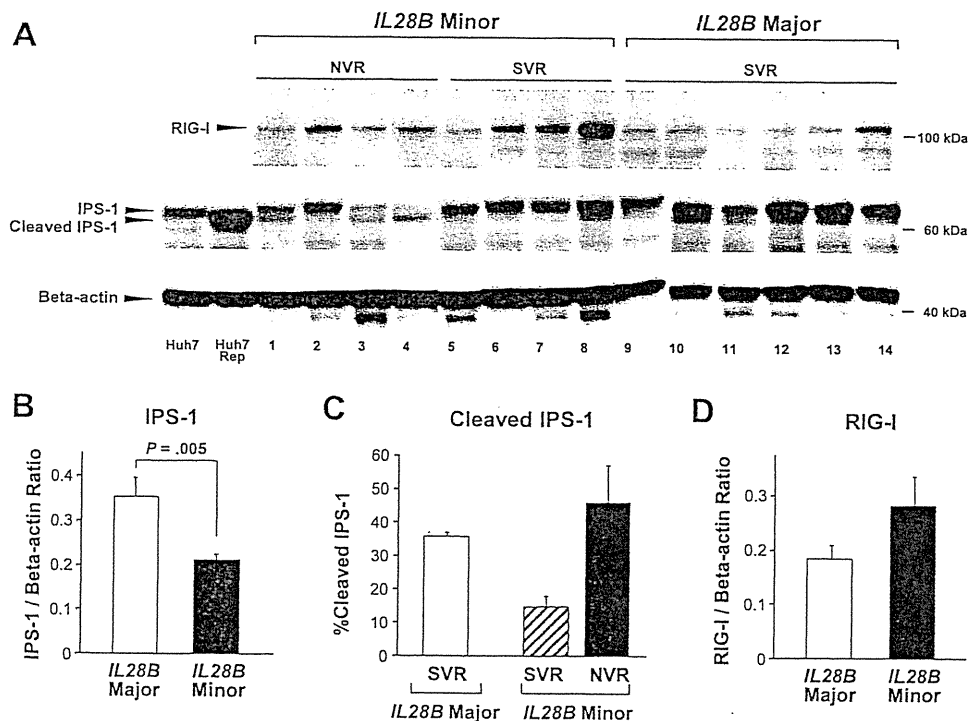 A
IL28B Minor
IL28B Major
NVR
SVR
SVR
RIG-I
100 kDa
IPS-1
Cleaved IPS-1
60 kDa
Beta-actin
40 kDa
Huh7
Huh7 Rep
1
2
3
4
5
6
7
8
9
10
11
12
13
14
B
IPS-1
P = .005
IPS-1 / Beta-actin Ratio
0.4
0.3
0.2
0.1
0
IL28B Major
IL28B Minor
C
Cleaved IPS-1
%Cleaved IPS-1
60
50
40
30
20
10
0
SVR
SVR
NVR
IL28B Major
IL28B Minor
D
RIG-I
RIG-I / Beta-actin Ratio
0.3
0.2
0.1
0
IL28B Major
IL28B Minor